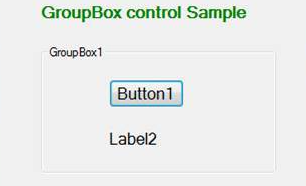 GroupBox control Sample
GroupBox1
Button1
Label2